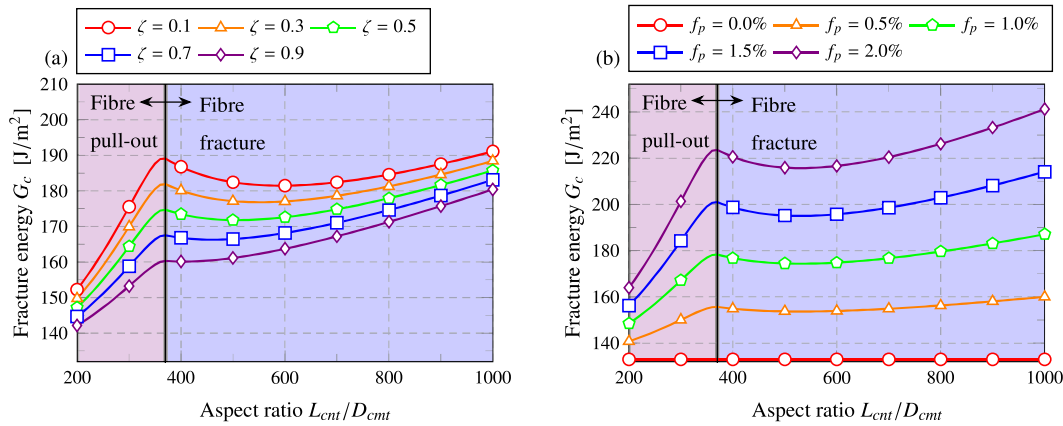 (a)
ζ = 0.1 ζ = 0.3 ζ = 0.5
ζ = 0.7 ζ = 0.9
Fracture energy G_c [J/m²]
210
200
190
180
170
160
150
140
Fibre
pull-out
Fibre
fracture
200 400 600 800 1000
Aspect ratio L_cnt/D_cmt
(b)
f_p = 0.0% f_p = 0.5% f_p = 1.0%
f_p = 1.5% f_p = 2.0%
Fracture energy G_c [J/m²]
240
220
200
180
160
140
Fibre
pull-out
Fibre
fracture
200 400 600 800 1000
Aspect ratio L_cnt/D_cmt